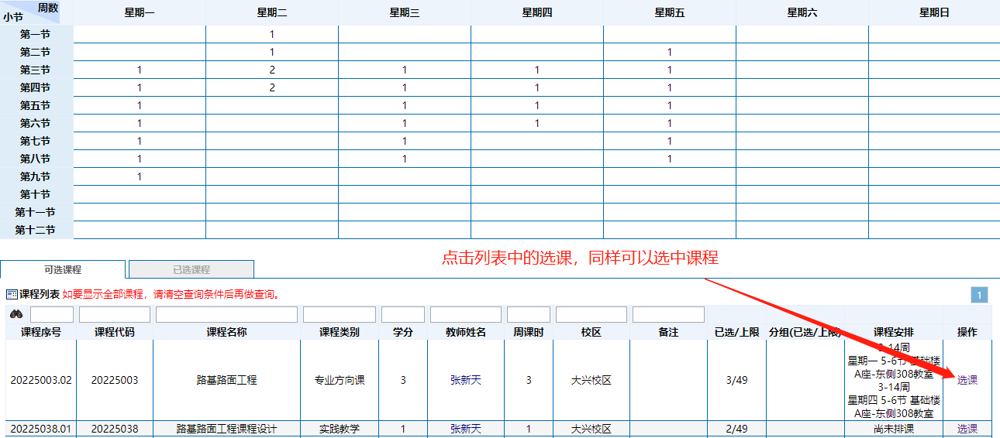 周数
小节 星期一 星期二 星期三 星期四 星期五 星期六 星期日
第一节 1
第二节 1 1
第三节 1 2 1 1 1
第四节 1 2 1 1 1
第五节 1 1 1 1
第六节 1 1 1 1
第七节 1 1 1
第八节 1 1 1
第九节 1
第十节
第十一节
第十二节
点击列表中的选课，同样可以选中课程
可选课程 已选课程
课程列表 如要显示全部课程，请清空查询条件后再做查询。 1
课程序号 课程代码 课程名称 课程类别 学分 教师姓名 周课时 校区 备注 已选/上限 分组(已选/上限) 课程安排 操作
20225003.02 20225003 路基路面工程 专业方向课 3 张新天 3 大兴校区 3/49
3-14周
星期一 5-6节 基础楼
A座-东侧308教室
3-14周
星期四 5-6节 基础楼
A座-东侧308教室
选课
20225038.01 20225038 路基路面工程课程设计 实践教学 1 张新天 1 大兴校区 2/49 尚未排课 选课